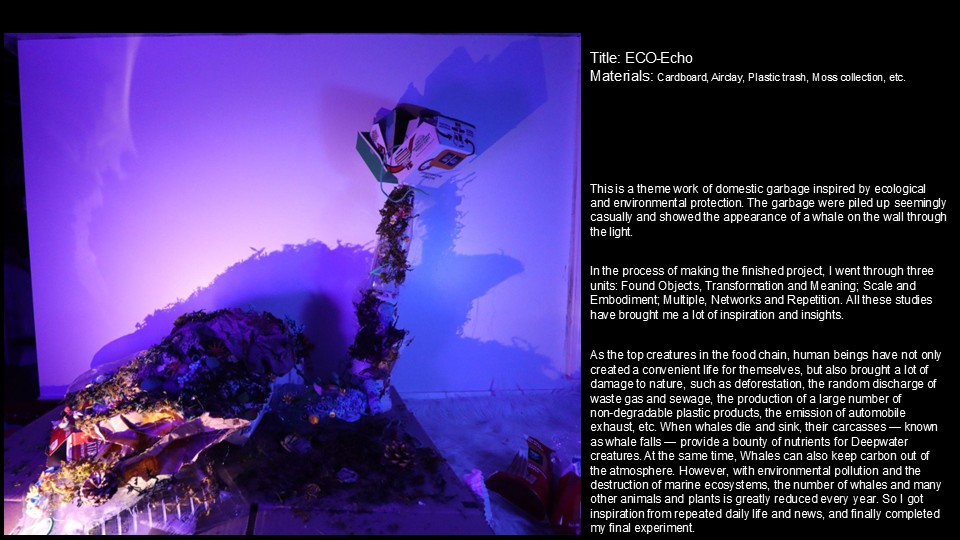 Title: ECO-Echo
Materials: Cardboard, Airclay, Plastic trash, Moss collection, etc.
This is a theme work of domestic garbage inspired by ecological
and environmental protection. The garbage were piled up seemingly
casually and showed the appearance of a whale on the wall through
the light.
In the process of making the finished project, I went through three
units: Found Objects, Transformation and Meaning; Scale and
Embodiment; Multiple, Networks and Repetition. All these studies
have brought me a lot of inspiration and insights.
As the top creatures in the food chain, human beings have not only
created a convenient life for themselves, but also brought a lot of
damage to nature, such as deforestation, the random discharge of
waste gas and sewage, the production of a large number of
non-degradable plastic products, the emission of automobile
exhaust, etc. When whales die and sink, their carcasses — known
as whale falls — provide a bounty of nutrients for Deepwater
creatures. At the same time, Whales can also keep carbon out of
the atmosphere. However, with environmental pollution and the
destruction of marine ecosystems, the number of whales and many
other animals and plants is greatly reduced every year. So I got
inspiration from repeated daily life and news, and finally completed
my final experiment.